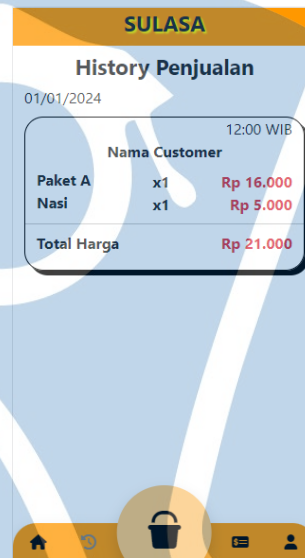 SULASA
History Penjualan
01/01/2024
12:00 WIB
Nama Customer
Paket A x1 Rp 16.000
Nasi x1 Rp 5.000
Total Harga Rp 21.000